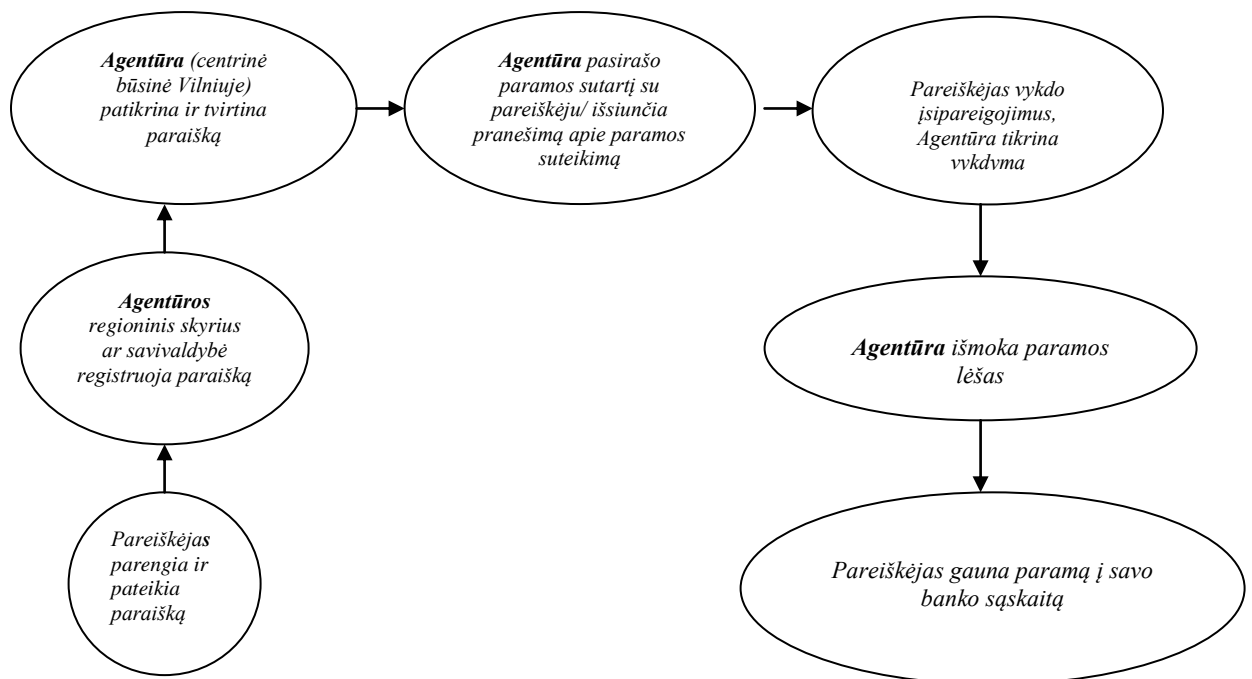 Agentūra (centrinė
būsinė Vilniuje)
patikrina ir tvirtina
paraišką
Agentūra pasirašo
paramos sutartį su
pareiškėju/ išsiunčia
pranešimą apie paramos
suteikimą
Pareiškėjas vykdo
įsipareigojimus,
Agentūra tikrina
vykdyma
Agentūros
regioninis skyrius
ar savivaldybė
registruoja paraišką
Agentūra išmoka paramos
lėšas
Pareiškėjas
parengia ir
pateikia
paraišką
Pareiškėjas gauna paramą į savo
banko sąskaitą